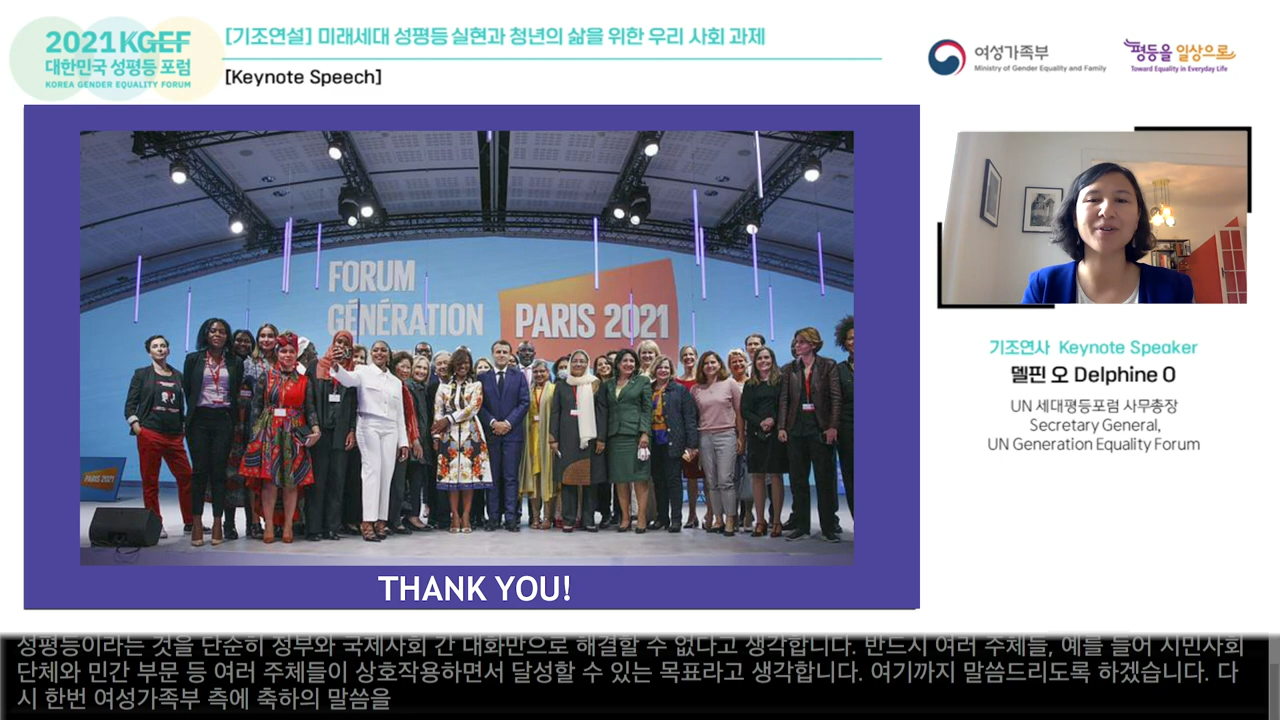 2021 KGEF
대한민국 성평등 포럼
KOREA GENDER EQUALITY FORUM
[기조연설] 미래세대 성평등 실현과 청년의 삶을 위한 우리 사회 과제
[Keynote Speech]
여성가족부
Ministry of Gender Equality and Family
평등을 일상으로
Toward Equality in Everyday Life
FORUM
GÉNÉRATION
PARIS 2021
PARIS 2021
THANK YOU!
기조연사 Keynote Speaker
델핀 오 Delphine O
UN 세대평등포럼 사무총장
Secretary General,
UN Generation Equality Forum
성평등이라는 것을 단순히 정부와 국제사회 간 대화만으로 해결할 수 없다고 생각합니다. 반드시 여러 주체들, 예를 들어 시민사회
단체와 민간 부문 등 여러 주체들이 상호작용하면서 달성할 수 있는 목표라고 생각합니다. 여기까지 말씀드리도록 하겠습니다. 다
시 한번 여성가족부 측에 축하의 말씀을